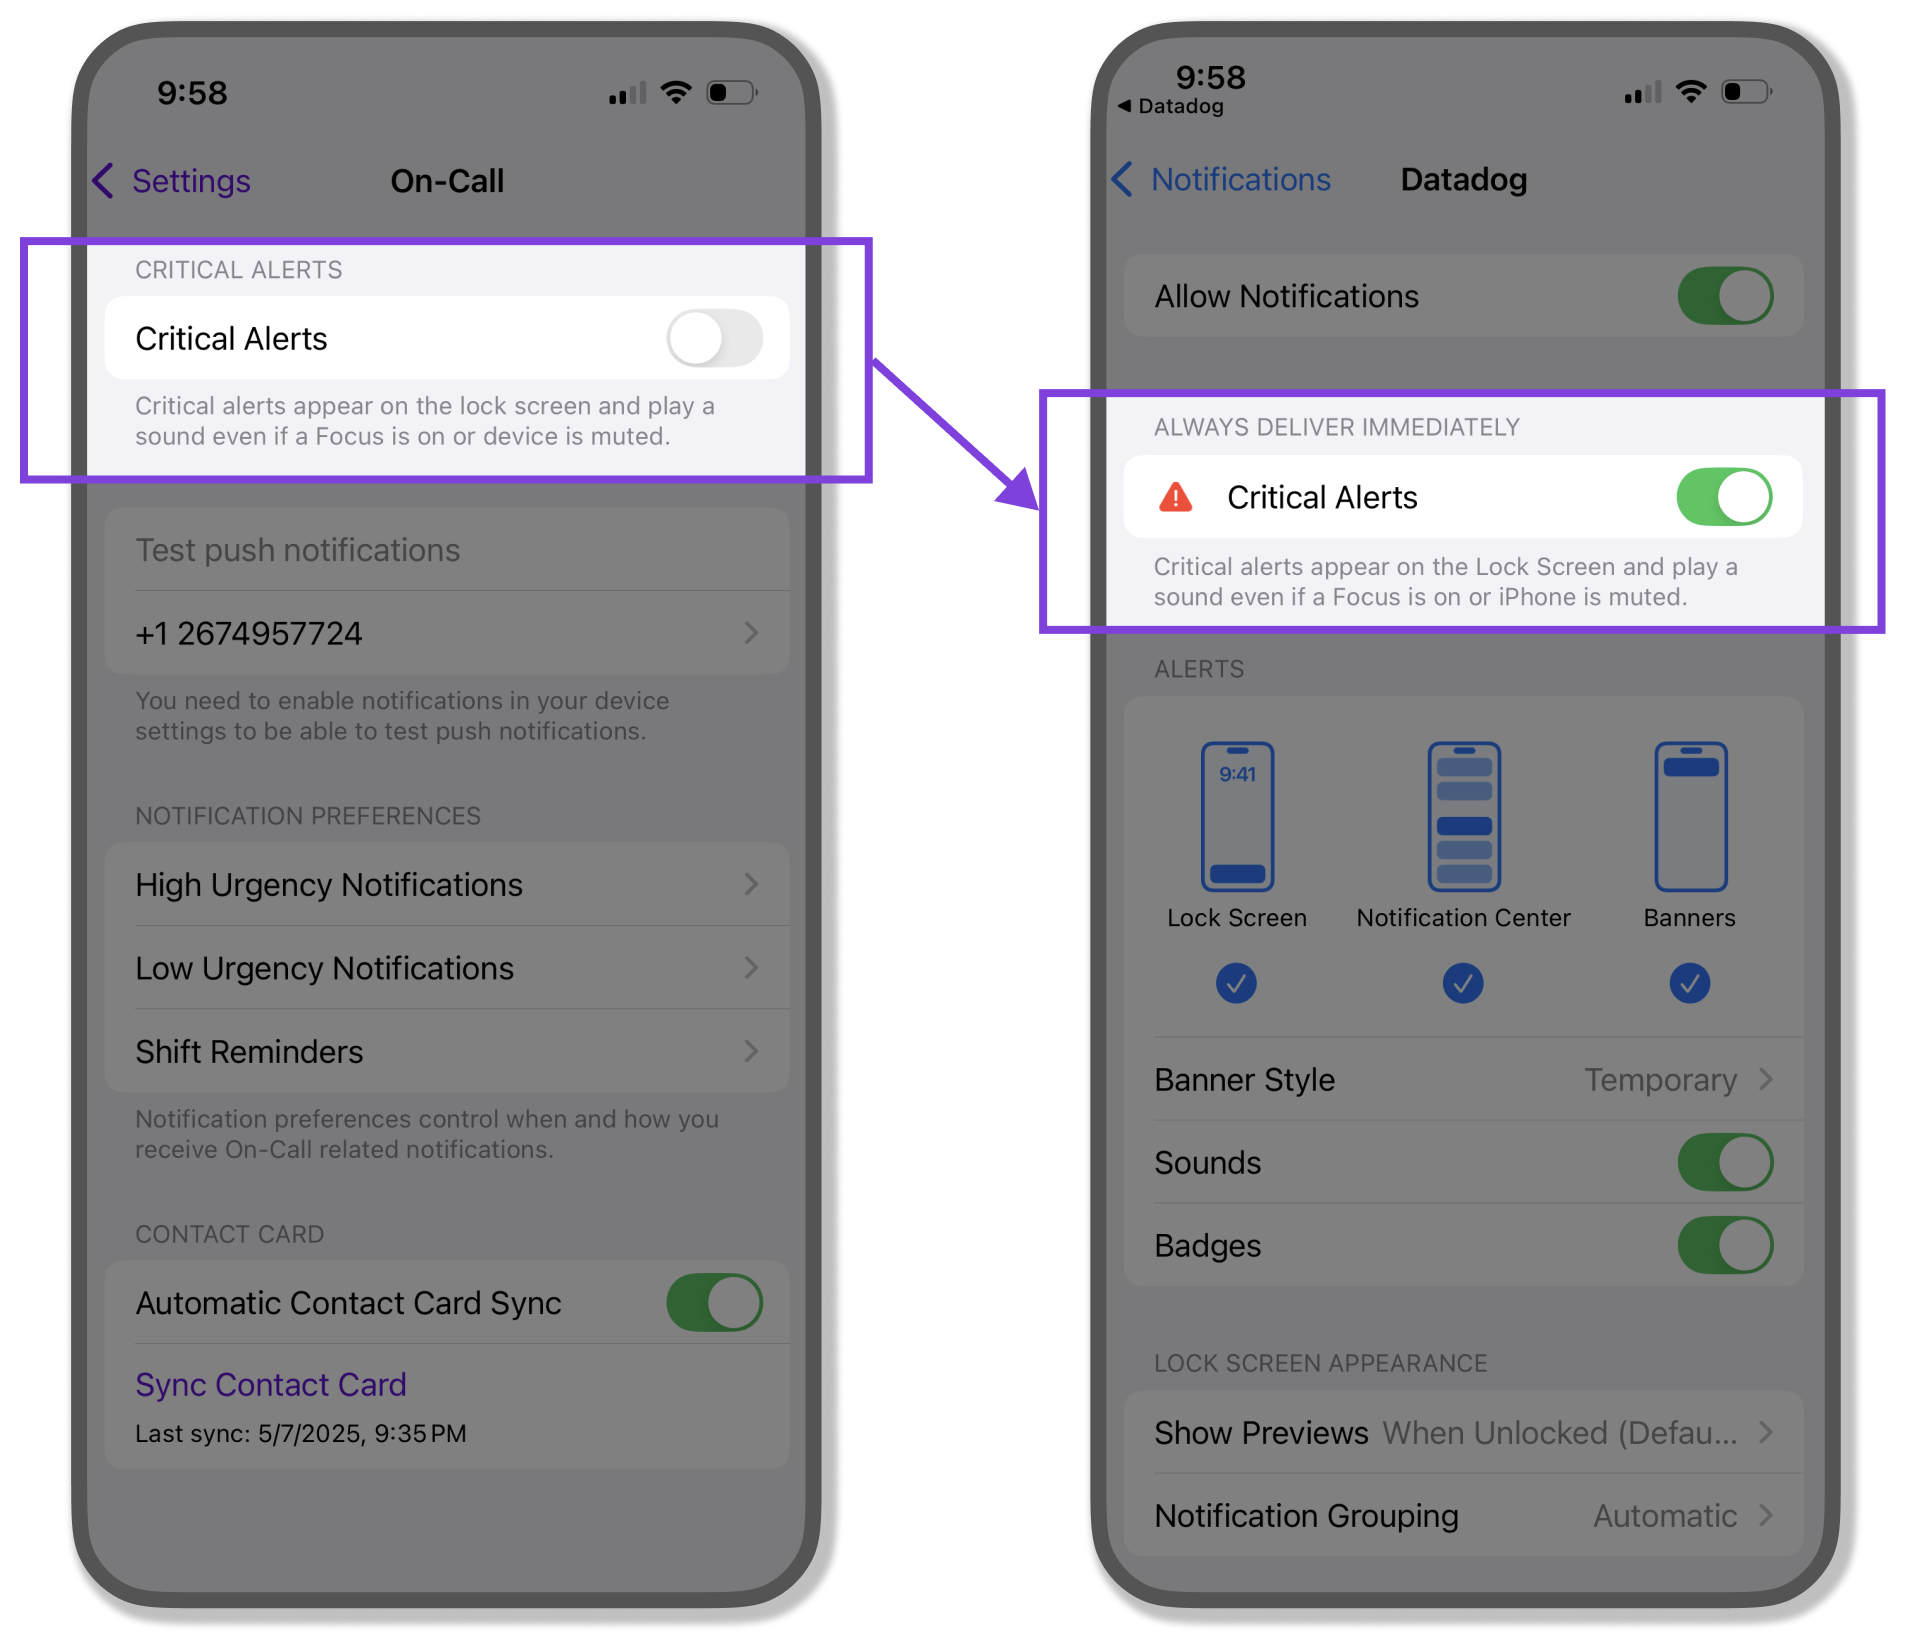 9:58
Settings
On-Call
CRITICAL ALERTS
Critical Alerts
Critical alerts appear on the lock screen and play a
sound even if a Focus is on or device is muted.
Test push notifications
+1 2674957724
You need to enable notifications in your device
settings to be able to test push notifications.
NOTIFICATION PREFERENCES
High Urgency Notifications
Low Urgency Notifications
Shift Reminders
Notification preferences control when and how you
receive On-Call related notifications.
CONTACT CARD
Automatic Contact Card Sync
Sync Contact Card
Last sync: 5/7/2025, 9:35 PM
9:58
Datadog
Notifications
Datadog
Allow Notifications
ALWAYS DELIVER IMMEDIATELY
Critical Alerts
Critical alerts appear on the Lock Screen and play a
sound even if a Focus is on or iPhone is muted.
ALERTS
9:41
Lock Screen
Notification Center
Banners
Banner Style Temporary
Sounds
Badges
LOCK SCREEN APPEARANCE
Show Previews When Unlocked (Defau...
Notification Grouping Automatic